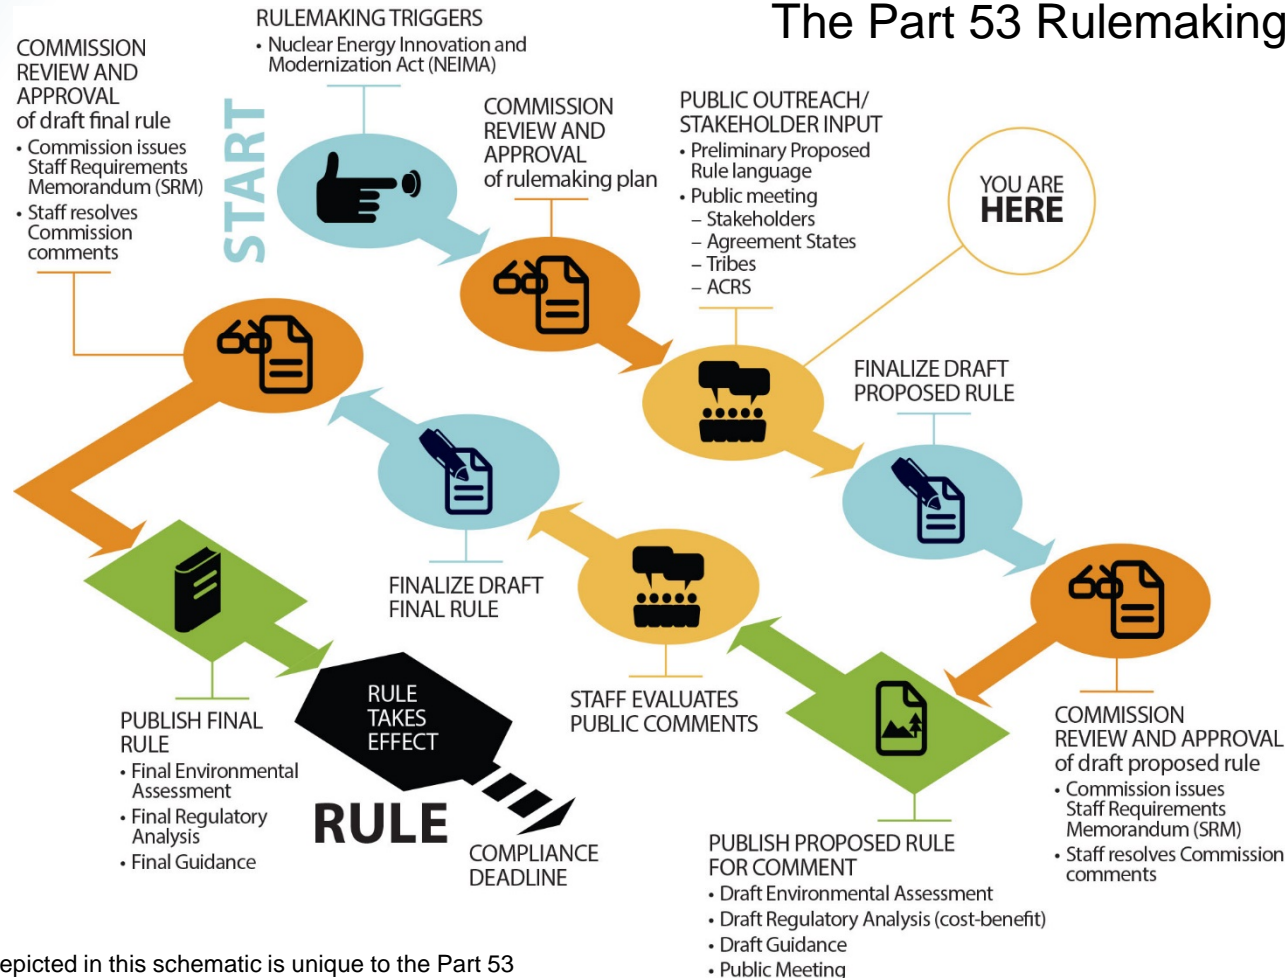 The Part 53 Rulemaking
START
RULEMAKING TRIGGERS
• Nuclear Energy Innovation and
Modernization Act (NEIMA)
COMMISSION
REVIEW AND
APPROVAL
of rulemaking plan
PUBLIC OUTREACH/
STAKEHOLDER INPUT
• Preliminary Proposed
Rule language
• Public meeting
– Stakeholders
– Agreement States
– Tribes
– ACRS
YOU ARE
HERE
FINALIZE DRAFT
PROPOSED RULE
COMMISSION
REVIEW AND APPROVAL
of draft proposed rule
• Commission issues
Staff Requirements
Memorandum (SRM)
• Staff resolves Commission
comments
PUBLISH PROPOSED RULE
FOR COMMENT
• Draft Environmental Assessment
• Draft Regulatory Analysis (cost-benefit)
• Draft Guidance
• Public Meeting
STAFF EVALUATES
PUBLIC COMMENTS
FINALIZE DRAFT
FINAL RULE
COMMISSION
REVIEW AND
APPROVAL
of draft final rule
• Commission issues
Staff Requirements
Memorandum (SRM)
• Staff resolves
Commission
comments
PUBLISH FINAL
RULE
• Final Environmental
Assessment
• Final Regulatory
Analysis
• Final Guidance
RULE
TAKES
EFFECT
RULE
COMPLIANCE
DEADLINE
epicted in this schematic is unique to the Part 53